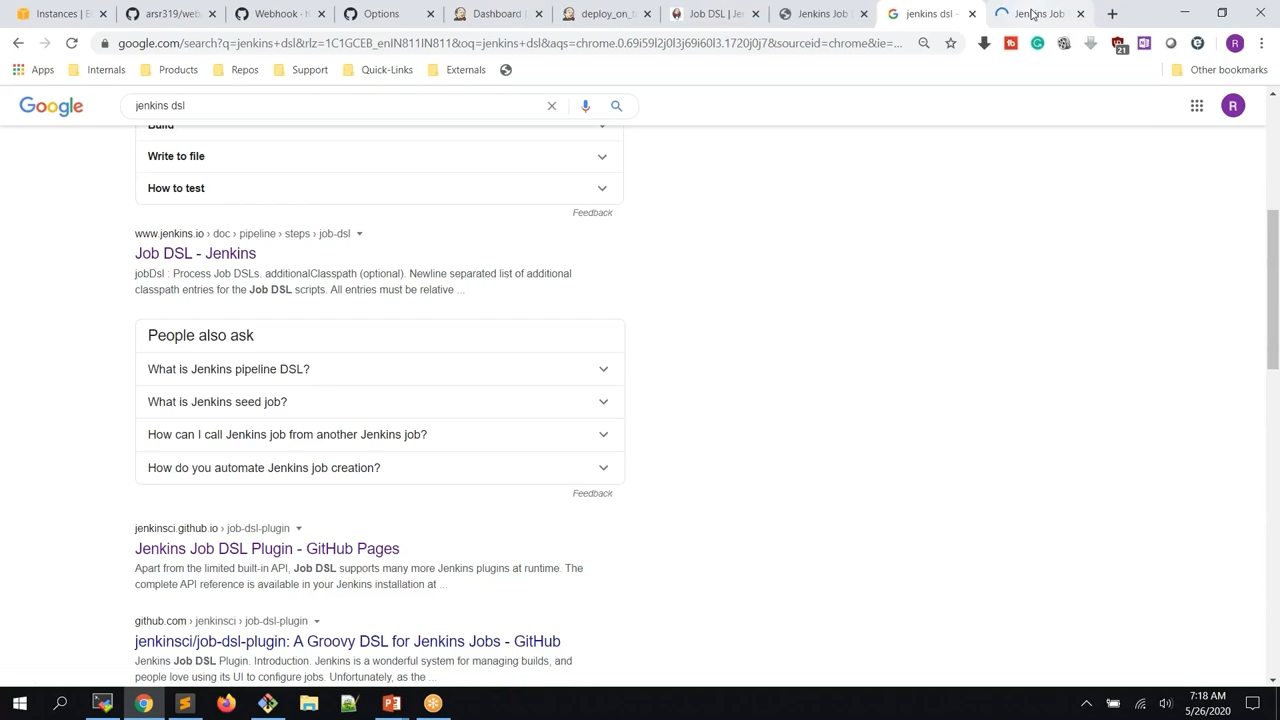 Instances | E
arsr319/web
Webhook - h
Options
Dashboard [
deploy_on_t
Job DSL | Je
Jenkins Job
jenkins dsl -
Jenkins Job
google.com/search?q=jenkins+dsl&rlz=1C1GCEB_enIN811IN811&oq=jenkins+dsl&aqs=chrome.0.69i59l2j0l3j69i60l3.1720j0j7&sourceid=chrome&ie=...
21
R
Apps
Internals
Products
Repos
Support
Quick-Links
Externals
Other bookmarks
Google
jenkins dsl
R
Build
Write to file
How to test
Feedback
www.jenkins.io › doc › pipeline › steps › job-dsl
Job DSL - Jenkins
jobDsl : Process Job DSLs. additionalClasspath (optional). Newline separated list of additional
classpath entries for the Job DSL scripts. All entries must be relative ...
People also ask
What is Jenkins pipeline DSL?
What is Jenkins seed job?
How can I call Jenkins job from another Jenkins job?
How do you automate Jenkins job creation?
Feedback
jenkinsci.github.io › job-dsl-plugin
Jenkins Job DSL Plugin - GitHub Pages
Apart from the limited built-in API, Job DSL supports many more Jenkins plugins at runtime. The
complete API reference is available in your Jenkins installation at ...
github.com › jenkinsci › job-dsl-plugin
jenkinsci/job-dsl-plugin: A Groovy DSL for Jenkins Jobs - GitHub
Jenkins Job DSL Plugin. Introduction. Jenkins is a wonderful system for managing builds, and
people love using its UI to configure jobs. Unfortunately, as the ...
7:18 AM
5/26/2020